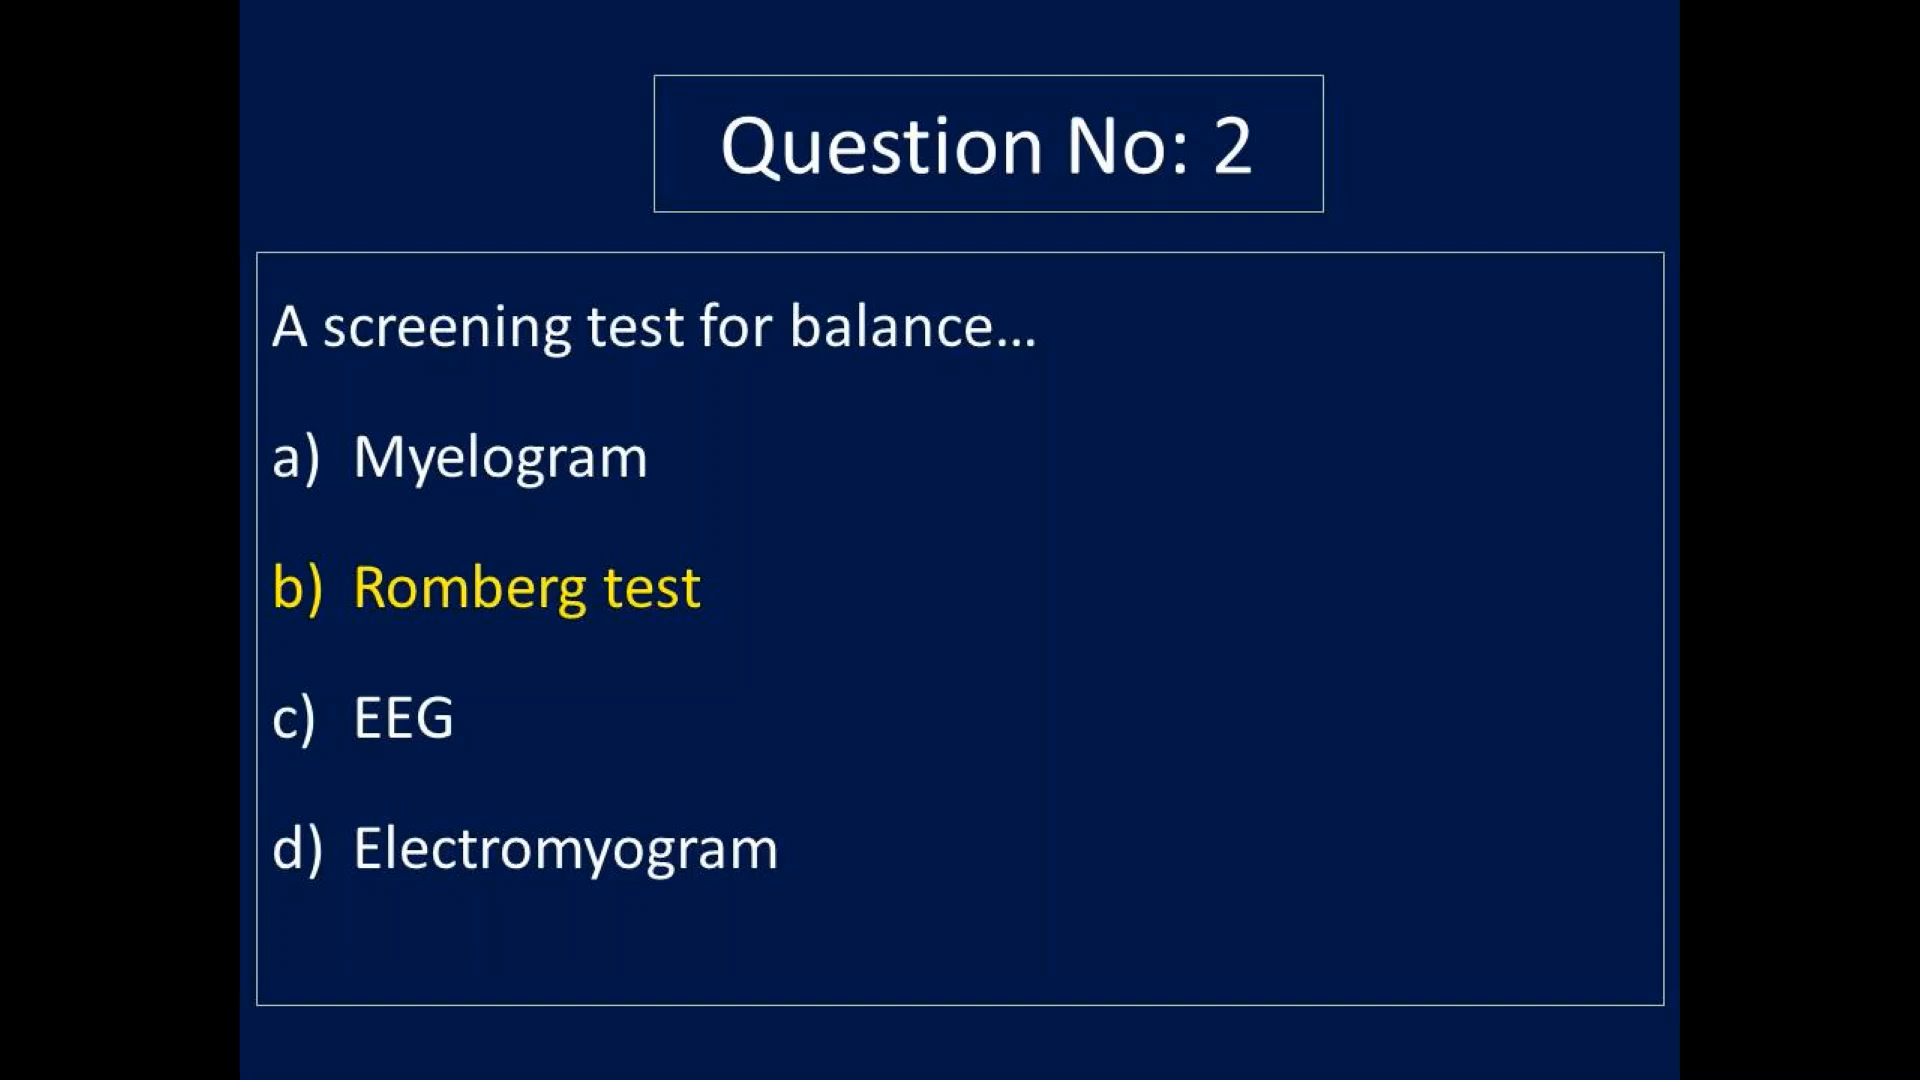 Question No: 2
A screening test for balance...
a) Myelogram
b) Romberg test
c) EEG
d) Electromyogram